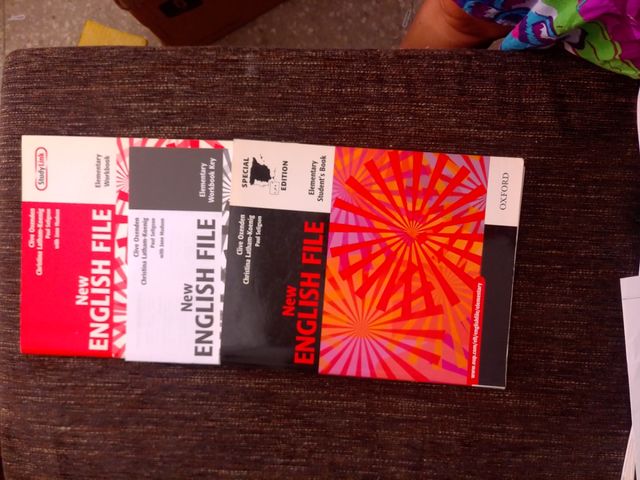 StudyLink
Elementary
Workbook
Clive Oxenden
Christina Latham-Koenig
Paul Seligson
with Jane Hudson
New
ENGLISH FILE
Elementary
Workbook Key
Clive Oxenden
Christina Latham-Koenig
Paul Seligson
with Jane Hudson
New
ENGLISH FILE
SPECIAL
EDITION
Elementary
Student's Book
Clive Oxenden
Christina Latham-Koenig
Paul Seligson
New
ENGLISH FILE
www.oup.com/elt/englishfile/elementary
OXFORD